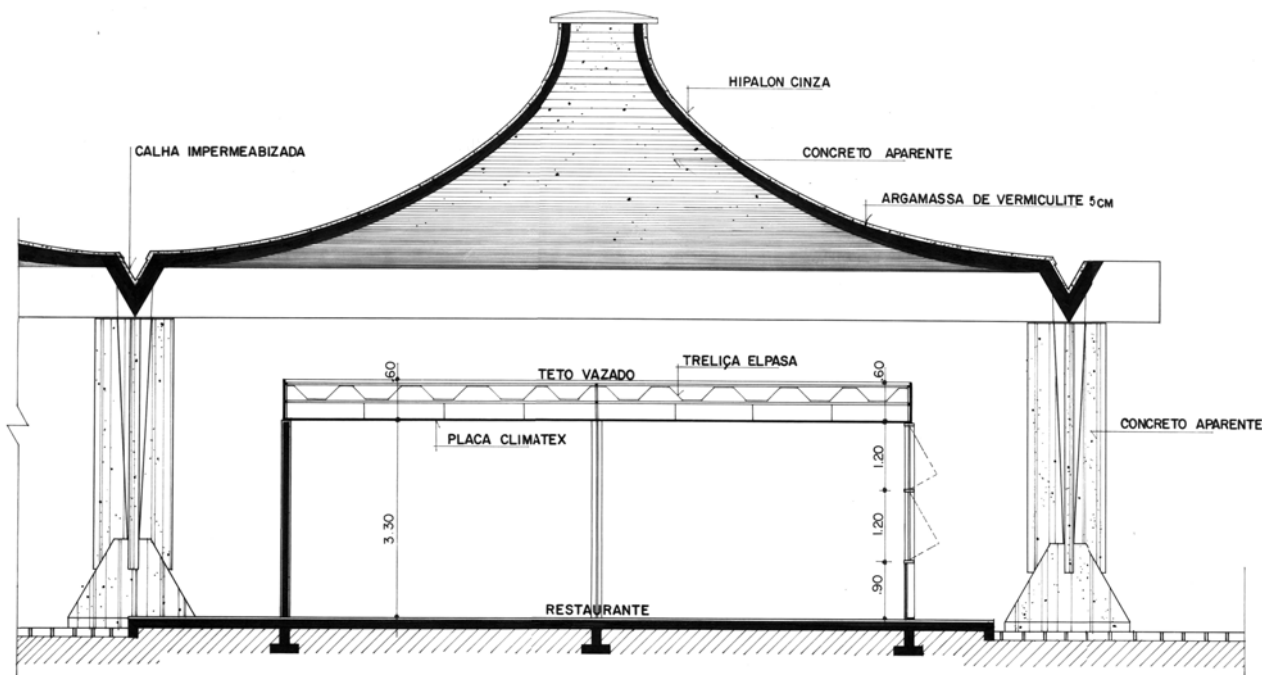 HIPALON CINZA
CALHA IMPERMEABIZADA
CONCRETO APARENTE
ARGAMASSA DE VERMICULITE 5CM
.60
TETO VAZADO
TRELIÇA ELPASA
.60
PLACA CLIMATEX
CONCRETO APARENTE
1.20
3.30
1.20
.90
RESTAURANTE